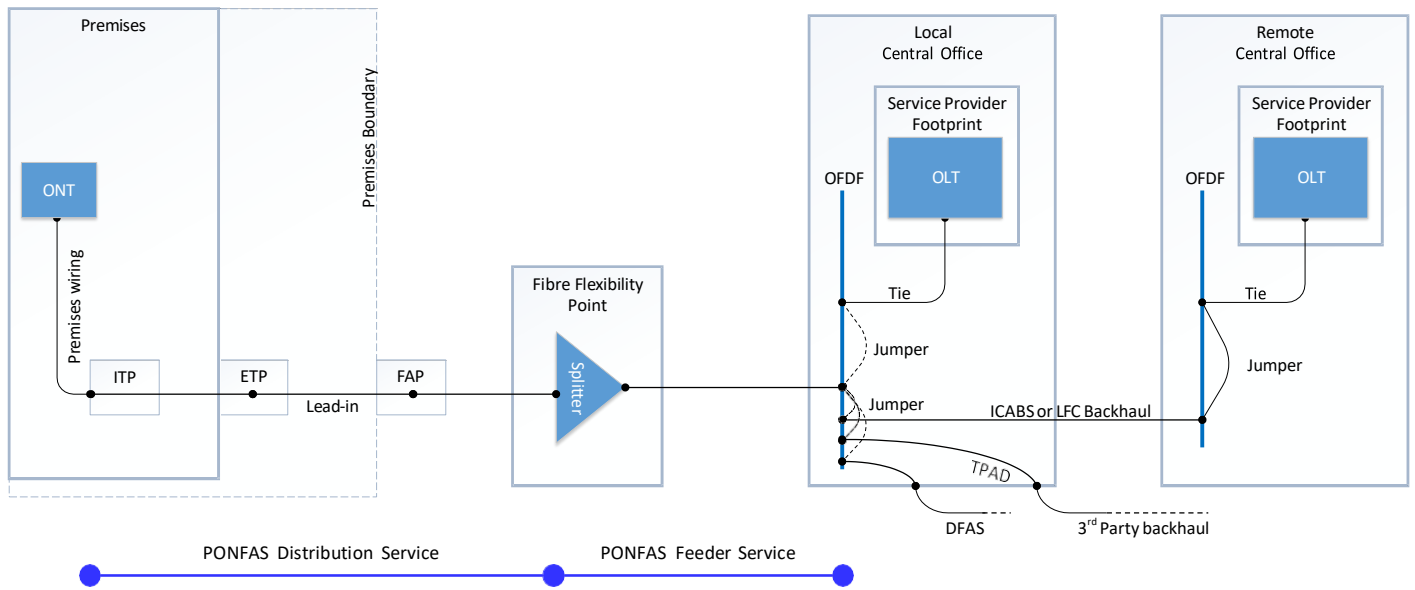 Premises
Premises Boundary
ONT
Premises wiring
ITP
ETP
FAP
Lead-in
Fibre Flexibility
Point
Splitter
Local
Central Office
Service Provider
Footprint
OLT
OFDF
Tie
Jumper
Jumper
ICABS or LFC Backhaul
TPAD
DFAS
3rd Party backhaul
Remote
Central Office
Service Provider
Footprint
OLT
OFDF
Tie
Jumper
PONFAS Distribution Service
PONFAS Feeder Service